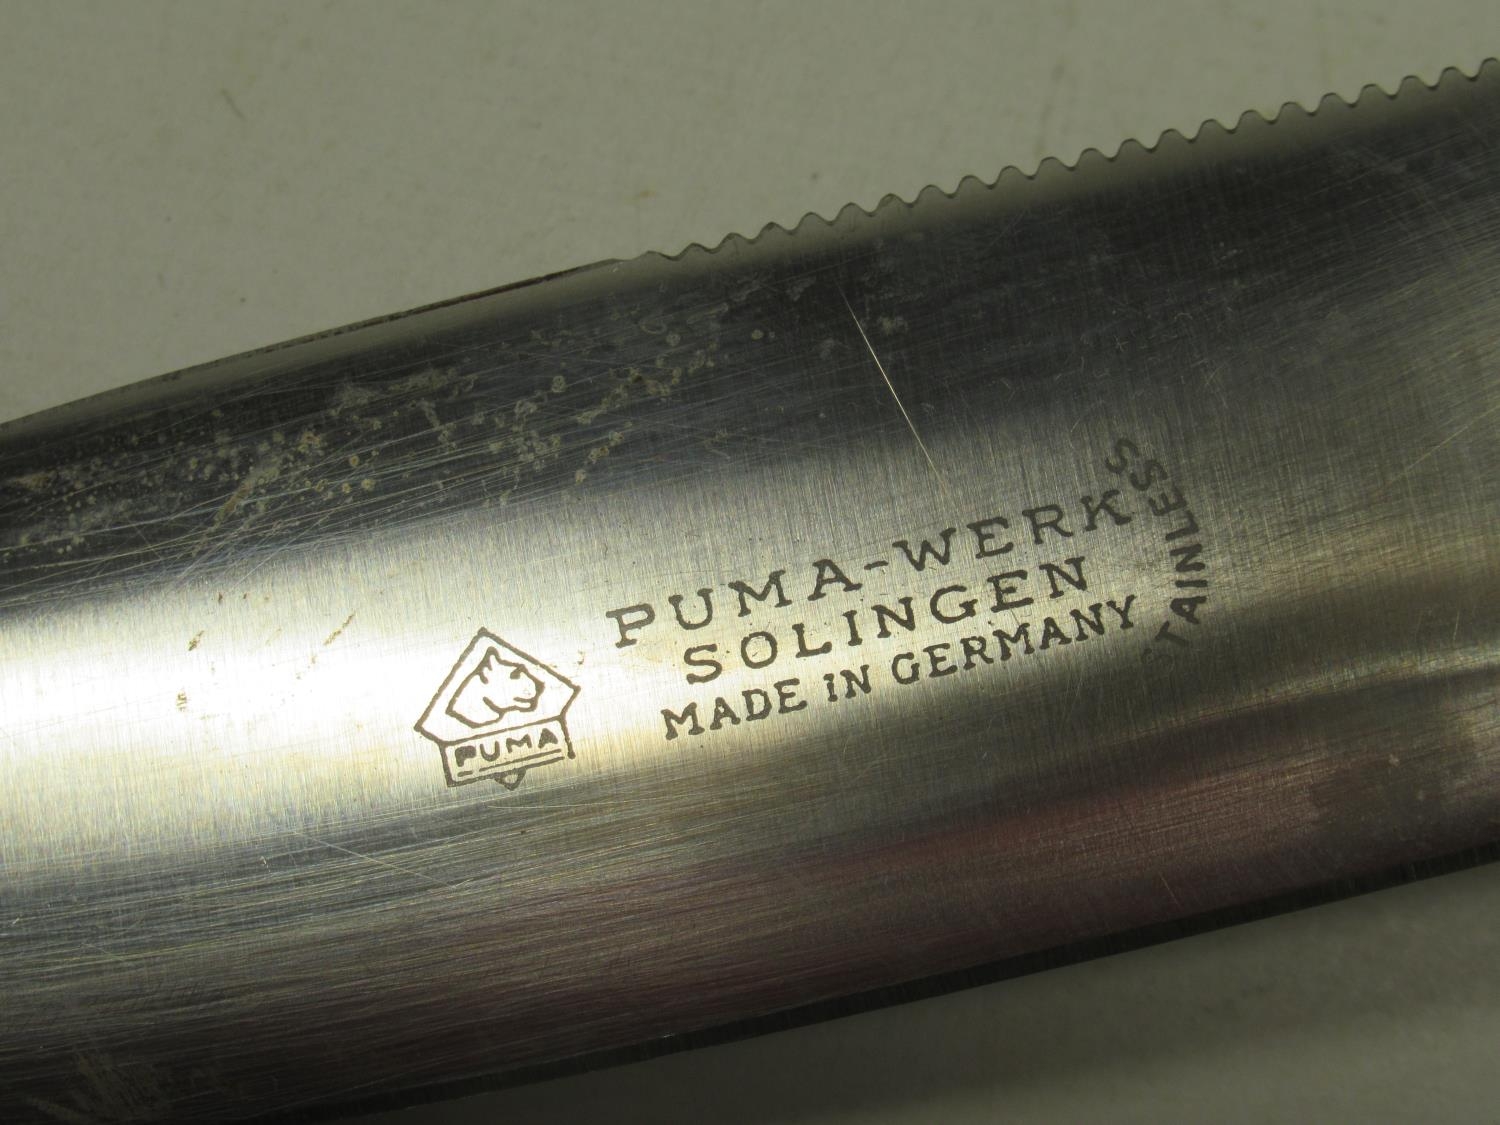 PUMA
PUMA-WERK
SOLINGEN
MADE IN GERMANY
STAINLESS